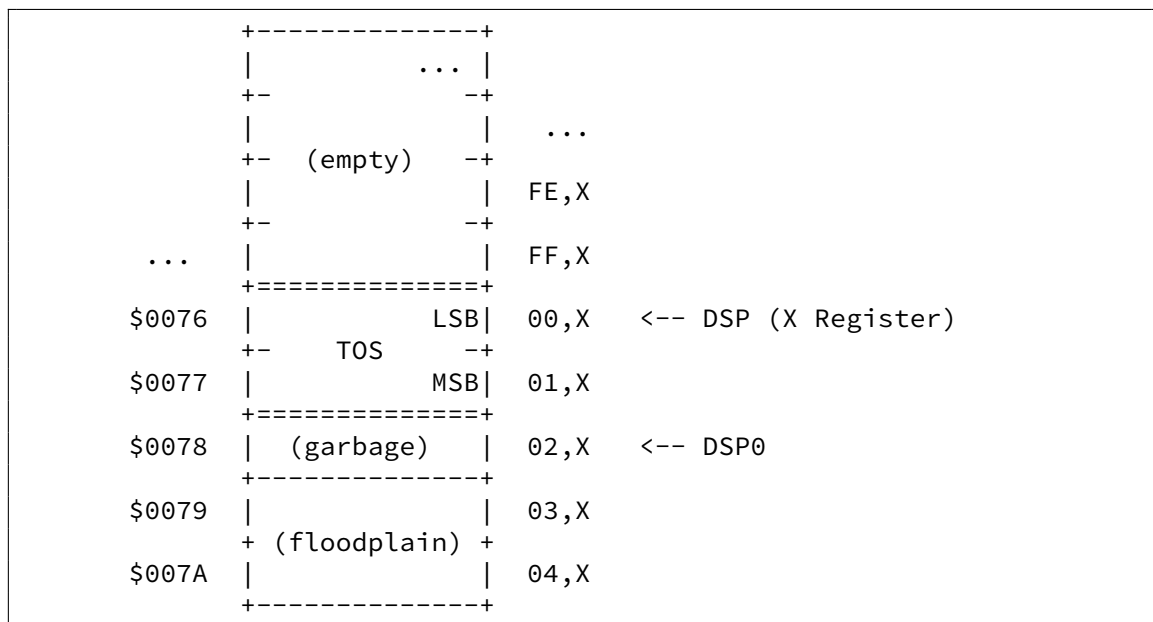 +--------------+
|          ... |
+-            -+
|              |   ...
+-  (empty)   -+
|              |  FE,X
+-            -+
...  |              |  FF,X
+==============+
$0076  |           LSB|  00,X   <-- DSP (X Register)
+-    TOS     -+
$0077  |           MSB|  01,X
+==============+
$0078  |  (garbage)   |  02,X   <-- DSP0
+--------------+
$0079  |              |  03,X
+ (floodplain) +
$007A  |              |  04,X
+--------------+